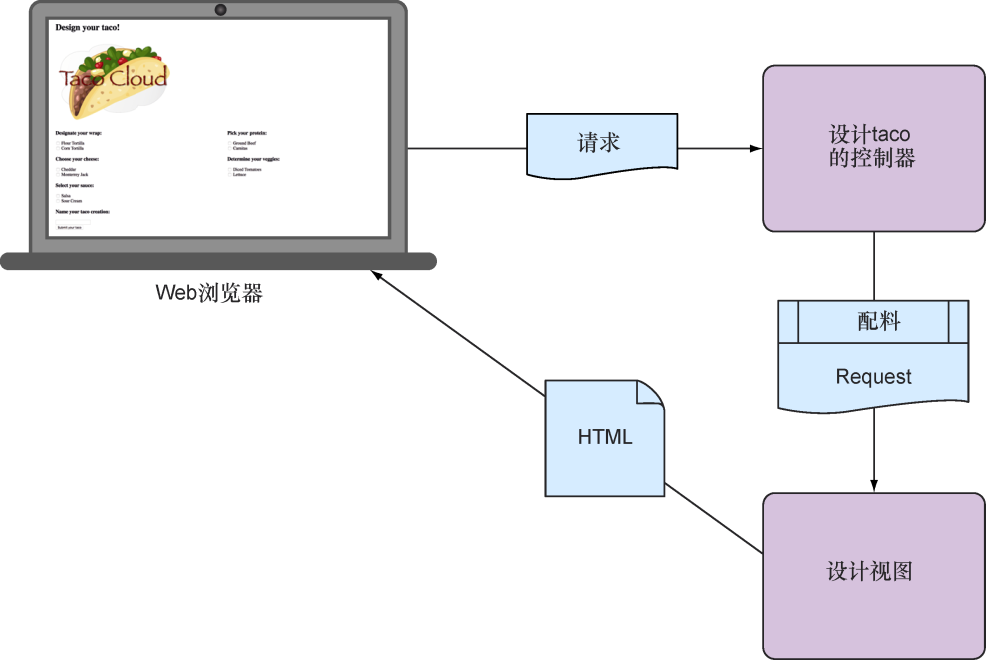 Design your taco!
Taco Cloud
Designate your wrap:
Flour Tortilla
Corn Tortilla
Choose your cheese:
Cheddar
Monterrey Jack
Select your sauce:
Salsa
Sour Cream
Name your taco creation:
Submit your taco
Pick your protein:
Ground Beef
Carnitas
Determine your veggies:
Diced Tomatoes
Lettuce
Web浏览器
请求
设计taco
的控制器
配料
Request
HTML
设计视图